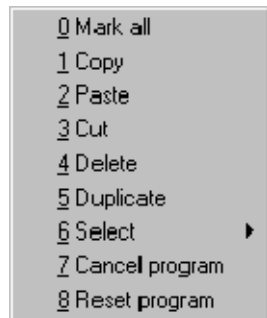 0 Mark all
1 Copy
2 Paste
3 Cut
4 Delete
5 Duplicate
6 Select
7 Cancel program
8 Reset program